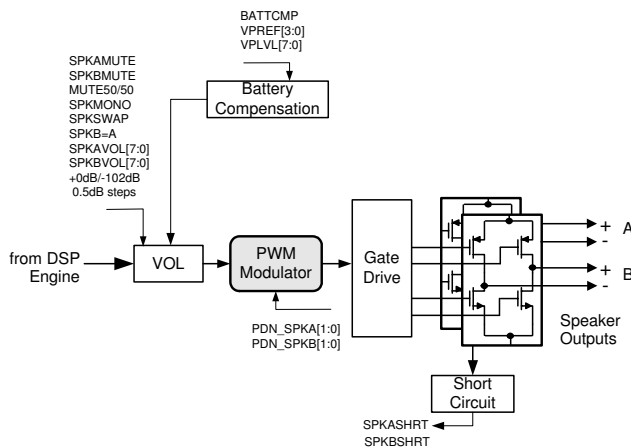 BATTCMP
VPREF[3:0]
VPLVL[7:0]
SPKAMUTE
SPKBMUTE
MUTE50/50
SPKMONO
SPKSWAP
SPKB=A
SPKAVOL[7:0]
SPKBVOL[7:0]
+0dB/-102dB
0.5dB steps
Battery
Compensation
from DSP
Engine
VOL
PWM
Modulator
Gate
Drive
+
A
-
+
B
-
PDN_SPKA[1:0]
PDN_SPKB[1:0]
Speaker
Outputs
Short
Circuit
SPKASHRT
SPKBSHRT